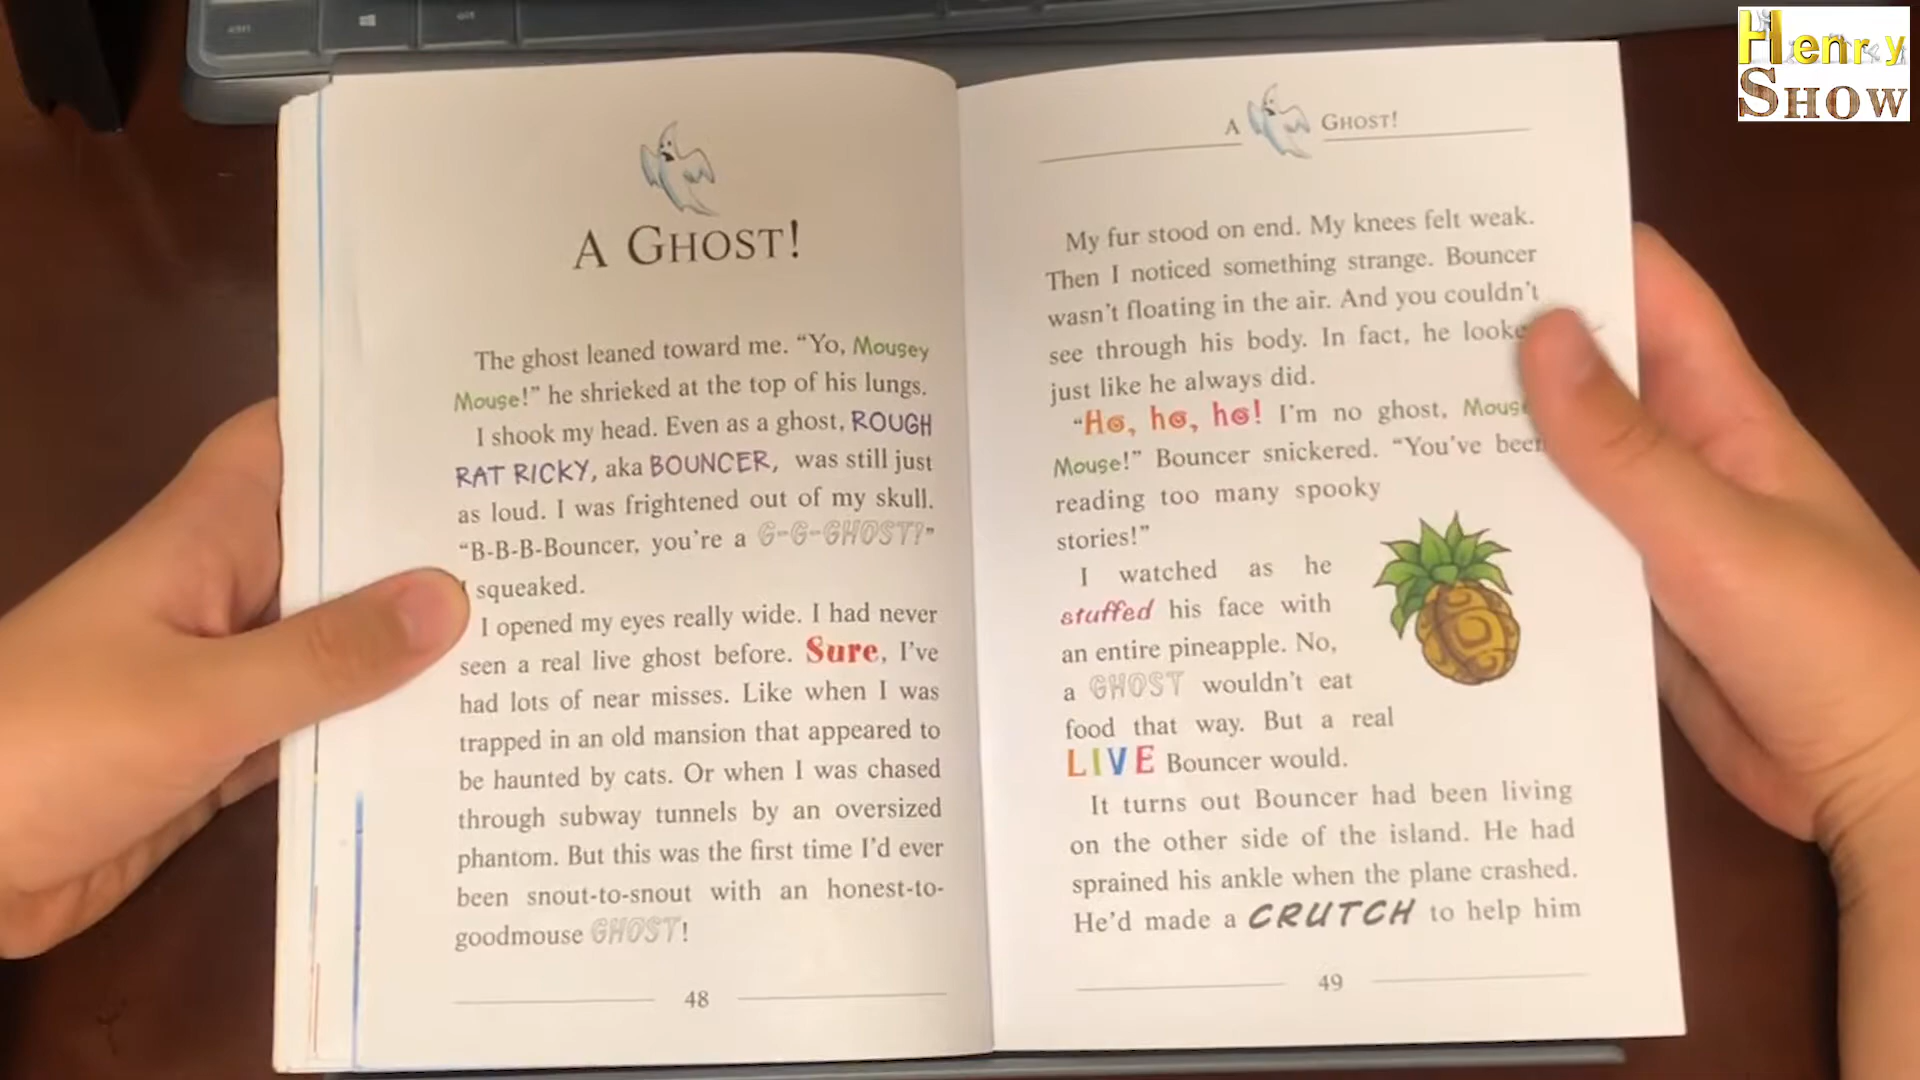 Henry
SHOW
A GHOST!
The ghost leaned toward me. “Yo, Mousey
Mouse!” he shrieked at the top of his lungs.
I shook my head. Even as a ghost, ROUGH
RAT RICKY, aka BOUNCER, was still just
as loud. I was frightened out of my skull.
“B-B-B-Bouncer, you’re a G-G-GHOST!”
I squeaked.
I opened my eyes really wide. I had never
seen a real live ghost before. Sure, I’ve
had lots of near misses. Like when I was
trapped in an old mansion that appeared to
be haunted by cats. Or when I was chased
through subway tunnels by an oversized
phantom. But this was the first time I’d ever
been snout-to-snout with an honest-to-
goodmouse GHOST!
48
A GHOST!
My fur stood on end. My knees felt weak.
Then I noticed something strange. Bouncer
wasn’t floating in the air. And you couldn’t
see through his body. In fact, he looke
just like he always did.
“Ho, ho, ho! I’m no ghost, Mouse
Mouse!” Bouncer snickered. “You’ve been
reading too many spooky
stories!”
I watched as he
stuffed his face with
an entire pineapple. No,
a GHOST wouldn’t eat
food that way. But a real
LIVE Bouncer would.
It turns out Bouncer had been living
on the other side of the island. He had
sprained his ankle when the plane crashed.
He’d made a CRUTCH to help him
49